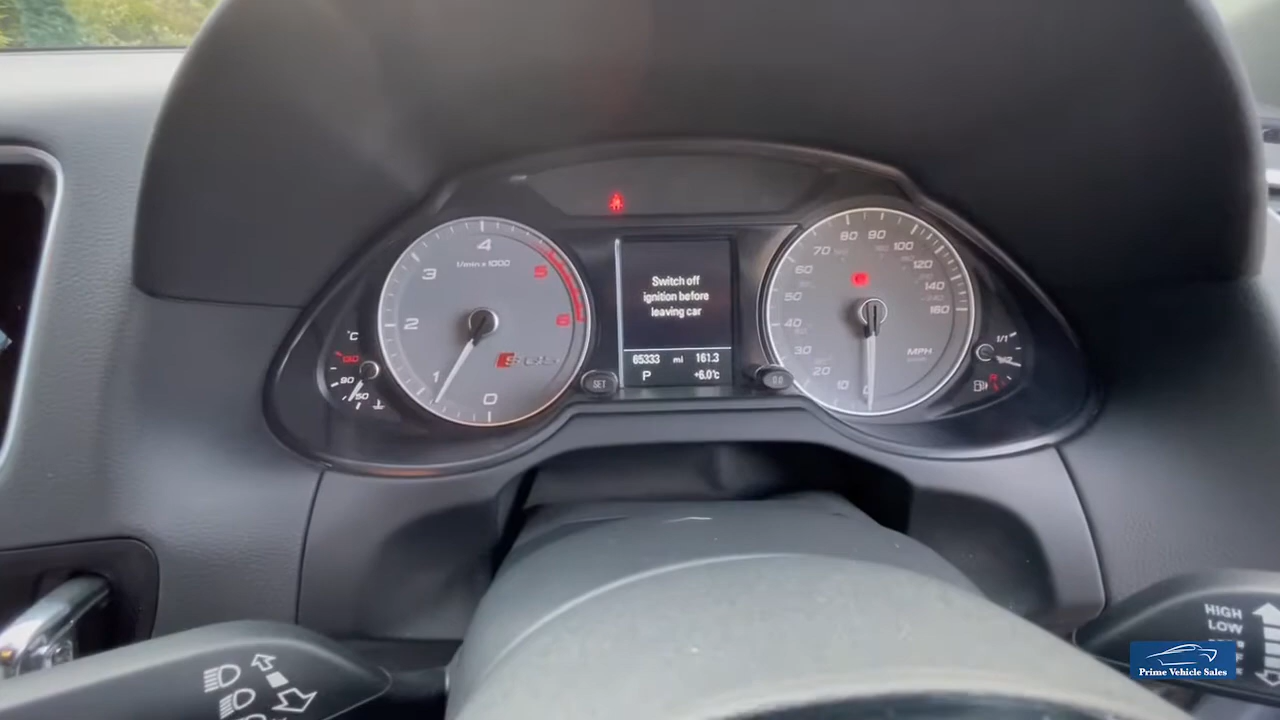 4
1/min x 1000
3
5
2
6
1
0
SQ5
°C
130
90
50
SET
Switch off
ignition before
leaving car
65333 mi 161.3
P +6.0°c
80 90
70 100
60 120
50 140
40 160
30 MPH
20
10 0
0.0
1/1
1/2
HIGH
LOW
Prime Vehicle Sales